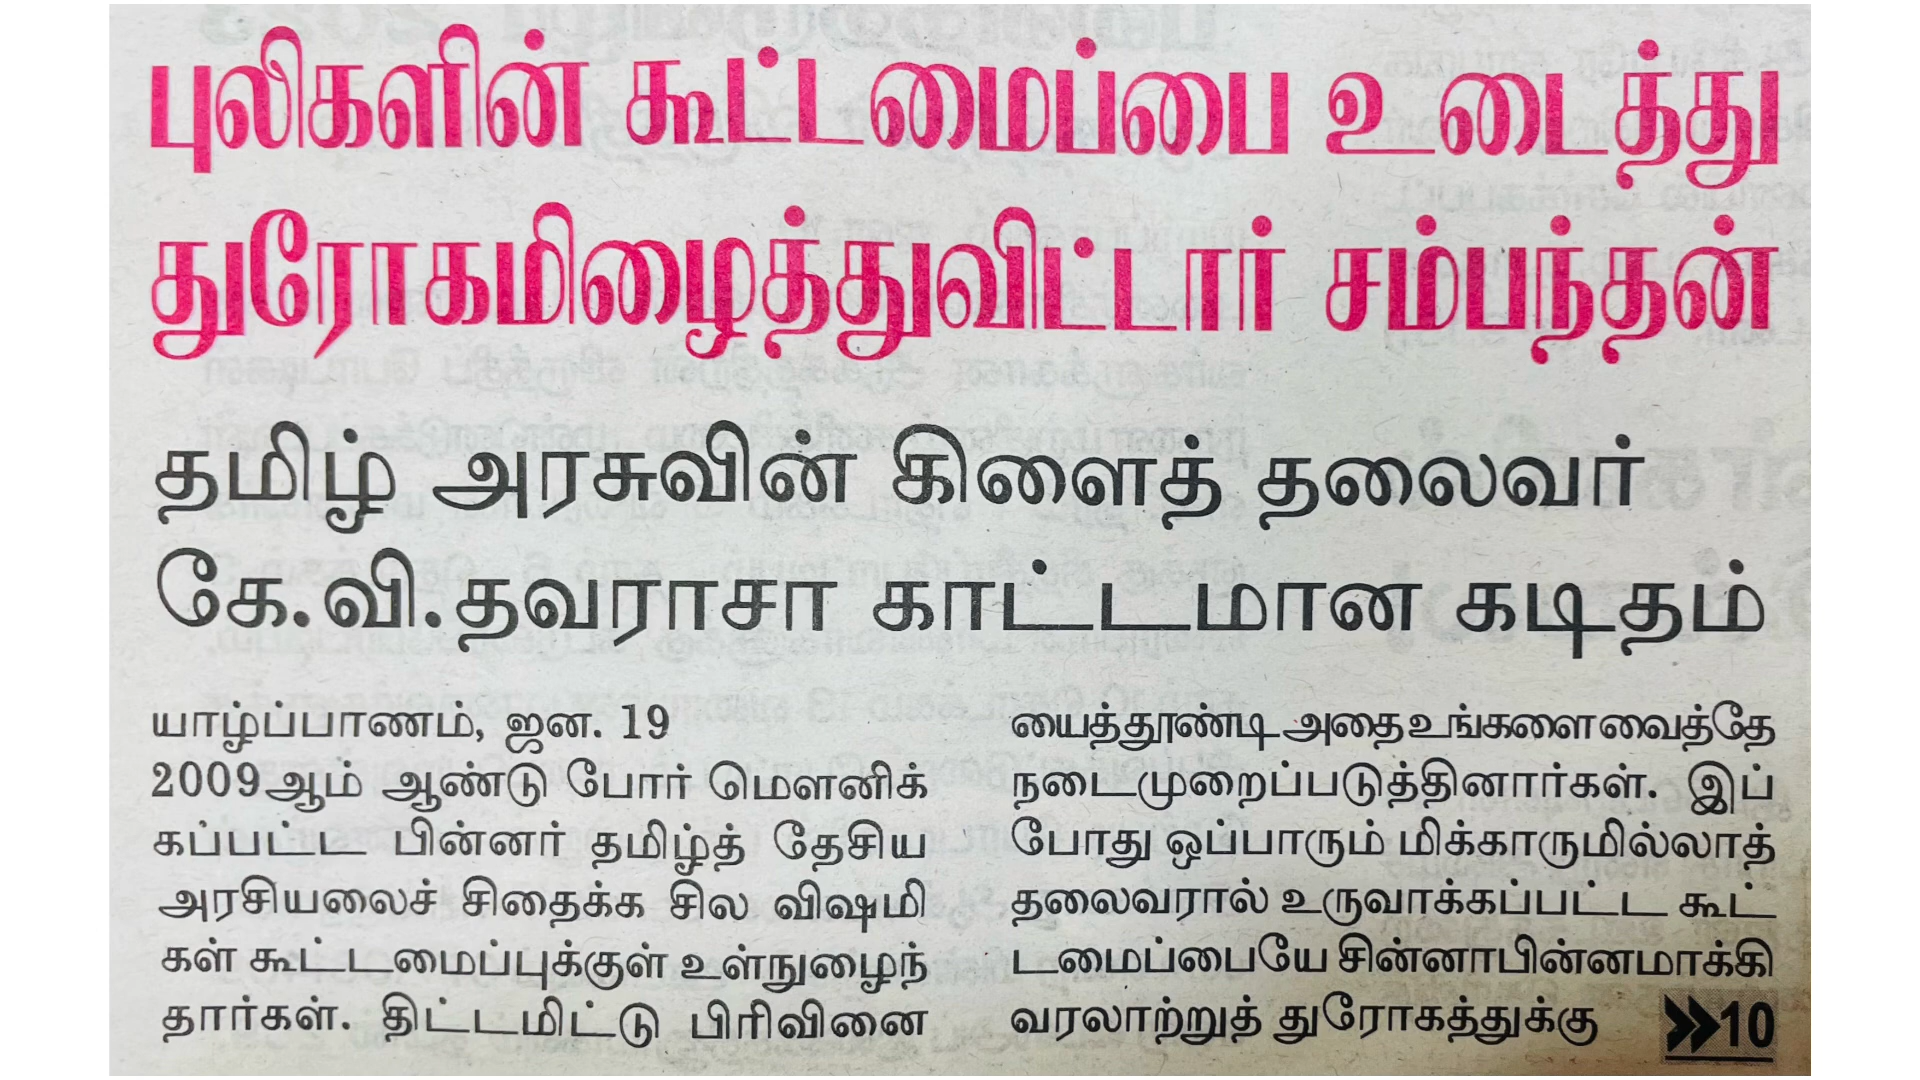 புலிகளின் கூட்டமைப்பை உடைத்து
துரோகமிழைத்துவிட்டார் சம்பந்தன்
தமிழ் அரசுவின் கிளைத் தலைவர்
கே.வி.தவராசா காட்டமான கடிதம்
யாழ்ப்பாணம், ஜன. 19
2009ஆம் ஆண்டு போர் மௌனிக்
கப்பட்ட பின்னர் தமிழ்த் தேசிய
அரசியலைச் சிதைக்க சில விஷமி
கள் கூட்டமைப்புக்குள் உள்நுழைந்
தார்கள். திட்டமிட்டு பிரிவினை
யைத்தூண்டி அதை உங்களை வைத்தே
நடைமுறைப்படுத்தினார்கள். இப்
போது ஒப்பாரும் மிக்காருமில்லாத்
தலைவரால் உருவாக்கப்பட்ட கூட்
டமைப்பையே சின்னாபின்னமாக்கி
வரலாற்றுத் துரோகத்துக்கு »10